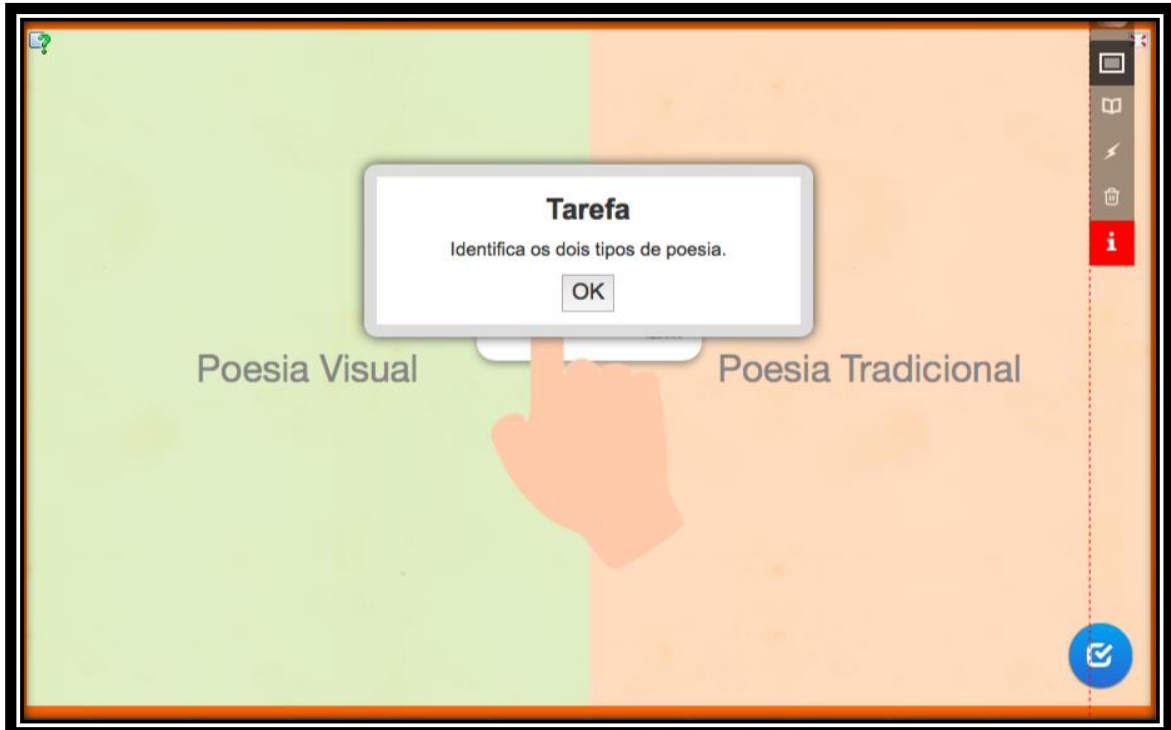 Tarefa
Identifica os dois tipos de poesia.
OK
Poesia Visual
Poesia Tradicional